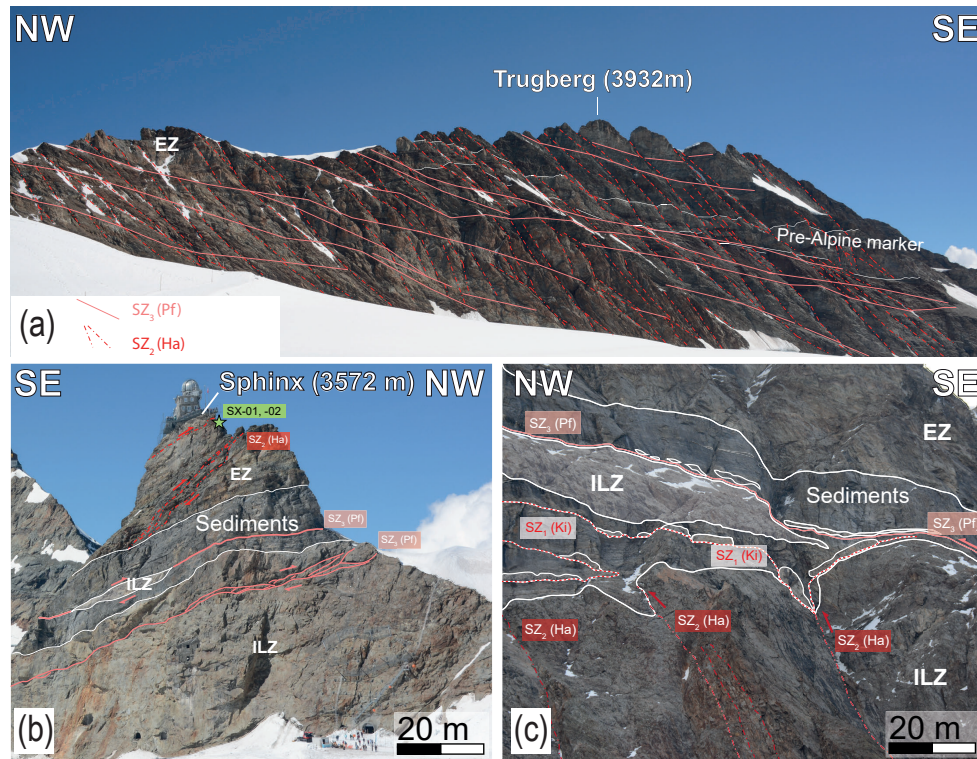 NW
SE
Trugberg (3932m)
EZ
Pre-Alpine marker
SZ₃ (Pf)
SZ₂ (Ha)
(a)
SE
Sphinx (3572 m)
NW
SX-01, -02
SZ₂ (Ha)
EZ
Sediments
SZ₃ (Pf)
SZ₃ (Pf)
ILZ
ILZ
(b)
20 m
NW
SE
SZ₃ (Pf)
EZ
ILZ
Sediments
SZ₃ (Pf)
SZ₁ (Ki)
SZ₁ (Ki)
SZ₂ (Ha)
SZ₂ (Ha)
SZ₂ (Ha)
ILZ
(c)
20 m